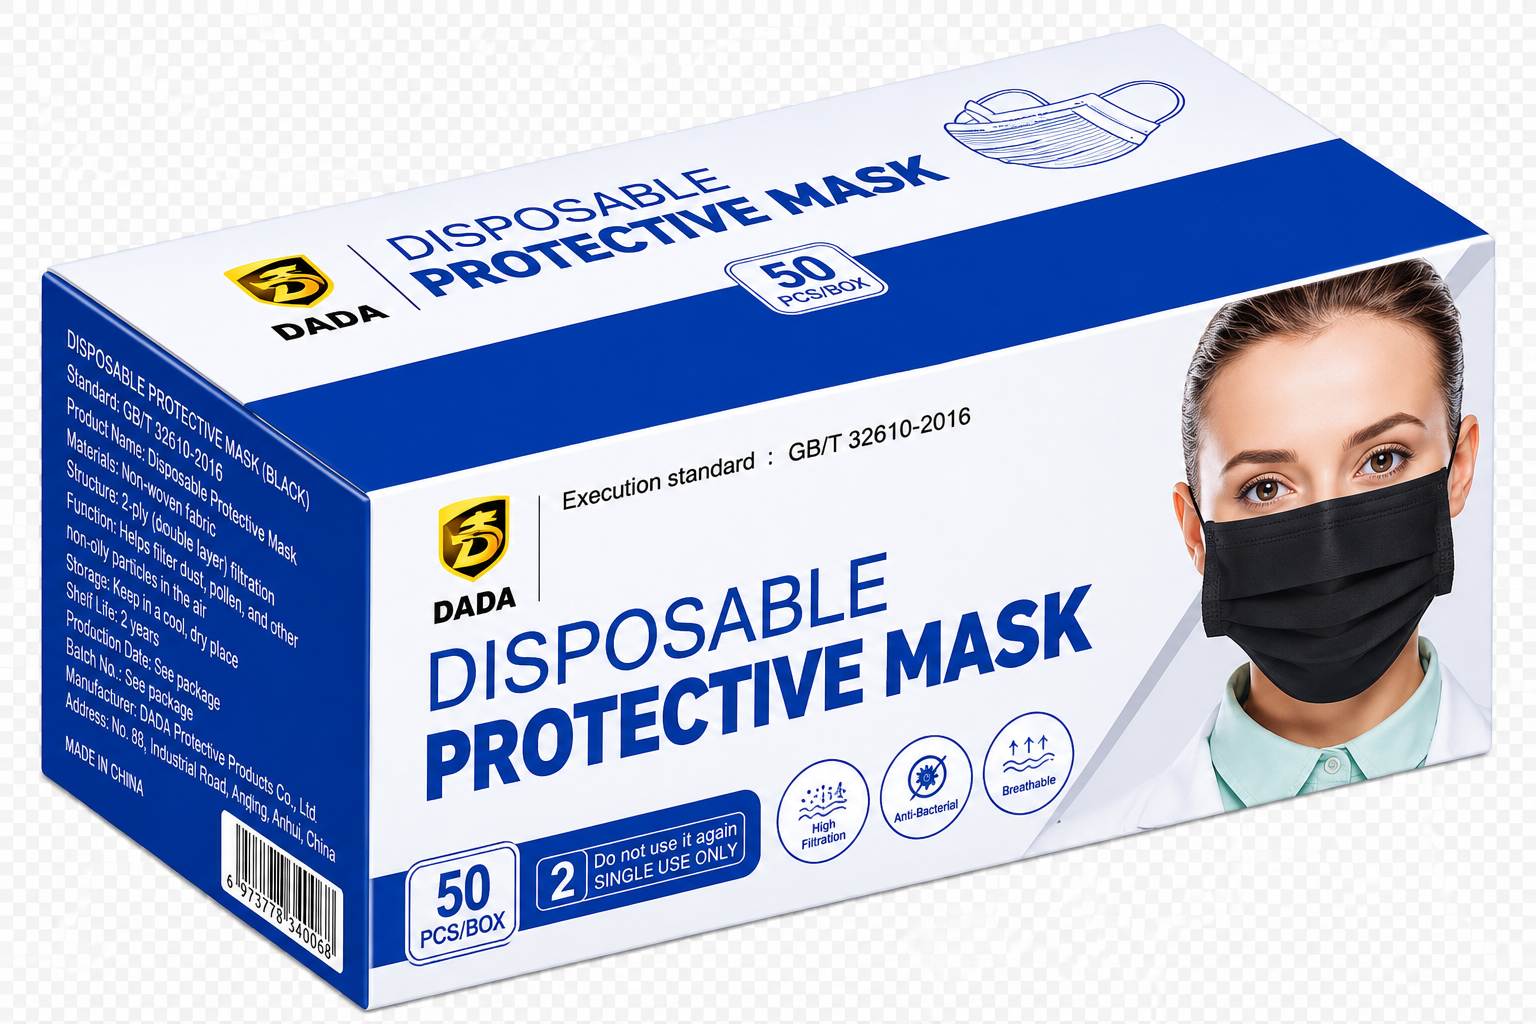 DADA
DISPOSABLE
PROTECTIVE MASK
50
PCS/BOX
DISPOSABLE PROTECTIVE MASK (BLACK)
Standard: GB/T 32610-2016
Product Name: Disposable Protective Mask
Materials: Non-woven fabric
Structure: 2-ply (double layer) filtration
Function: Helps filter dust, pollen, and other
non-oily particles in the air
Storage: Keep in a cool, dry place
Shelf Life: 2 years
Production Date: See package
Batch No.: See package
Manufacturer: DADA Protective Products Co., Ltd.
Address: No. 88, Industrial Road, Anqing, Anhui, China
MADE IN CHINA
6 973778 340068
DADA
Execution standard : GB/T 32610-2016
DISPOSABLE
PROTECTIVE MASK
50
PCS/BOX
2
Do not use it again
SINGLE USE ONLY
High
Filtration
Anti-Bacterial
Breathable